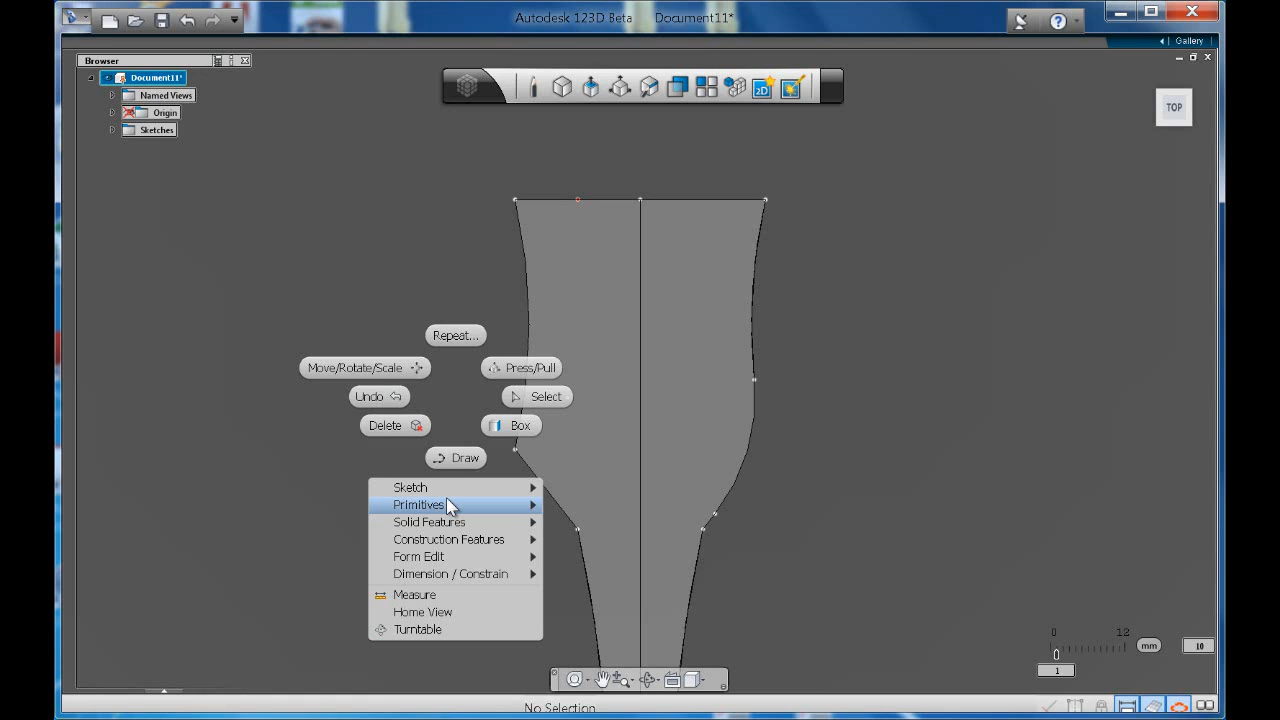 Autodesk 123D Beta Document11*
Gallery
Browser
Document11*
Named Views
Origin
Sketches
2D
TOP
Repeat...
Move/Rotate/Scale
Press/Pull
Undo
Select
Delete
Box
Draw
Sketch
Primitives
Solid Features
Construction Features
Form Edit
Dimension / Constrain
Measure
Home View
Turntable
0 12
mm
10
1
No Selection